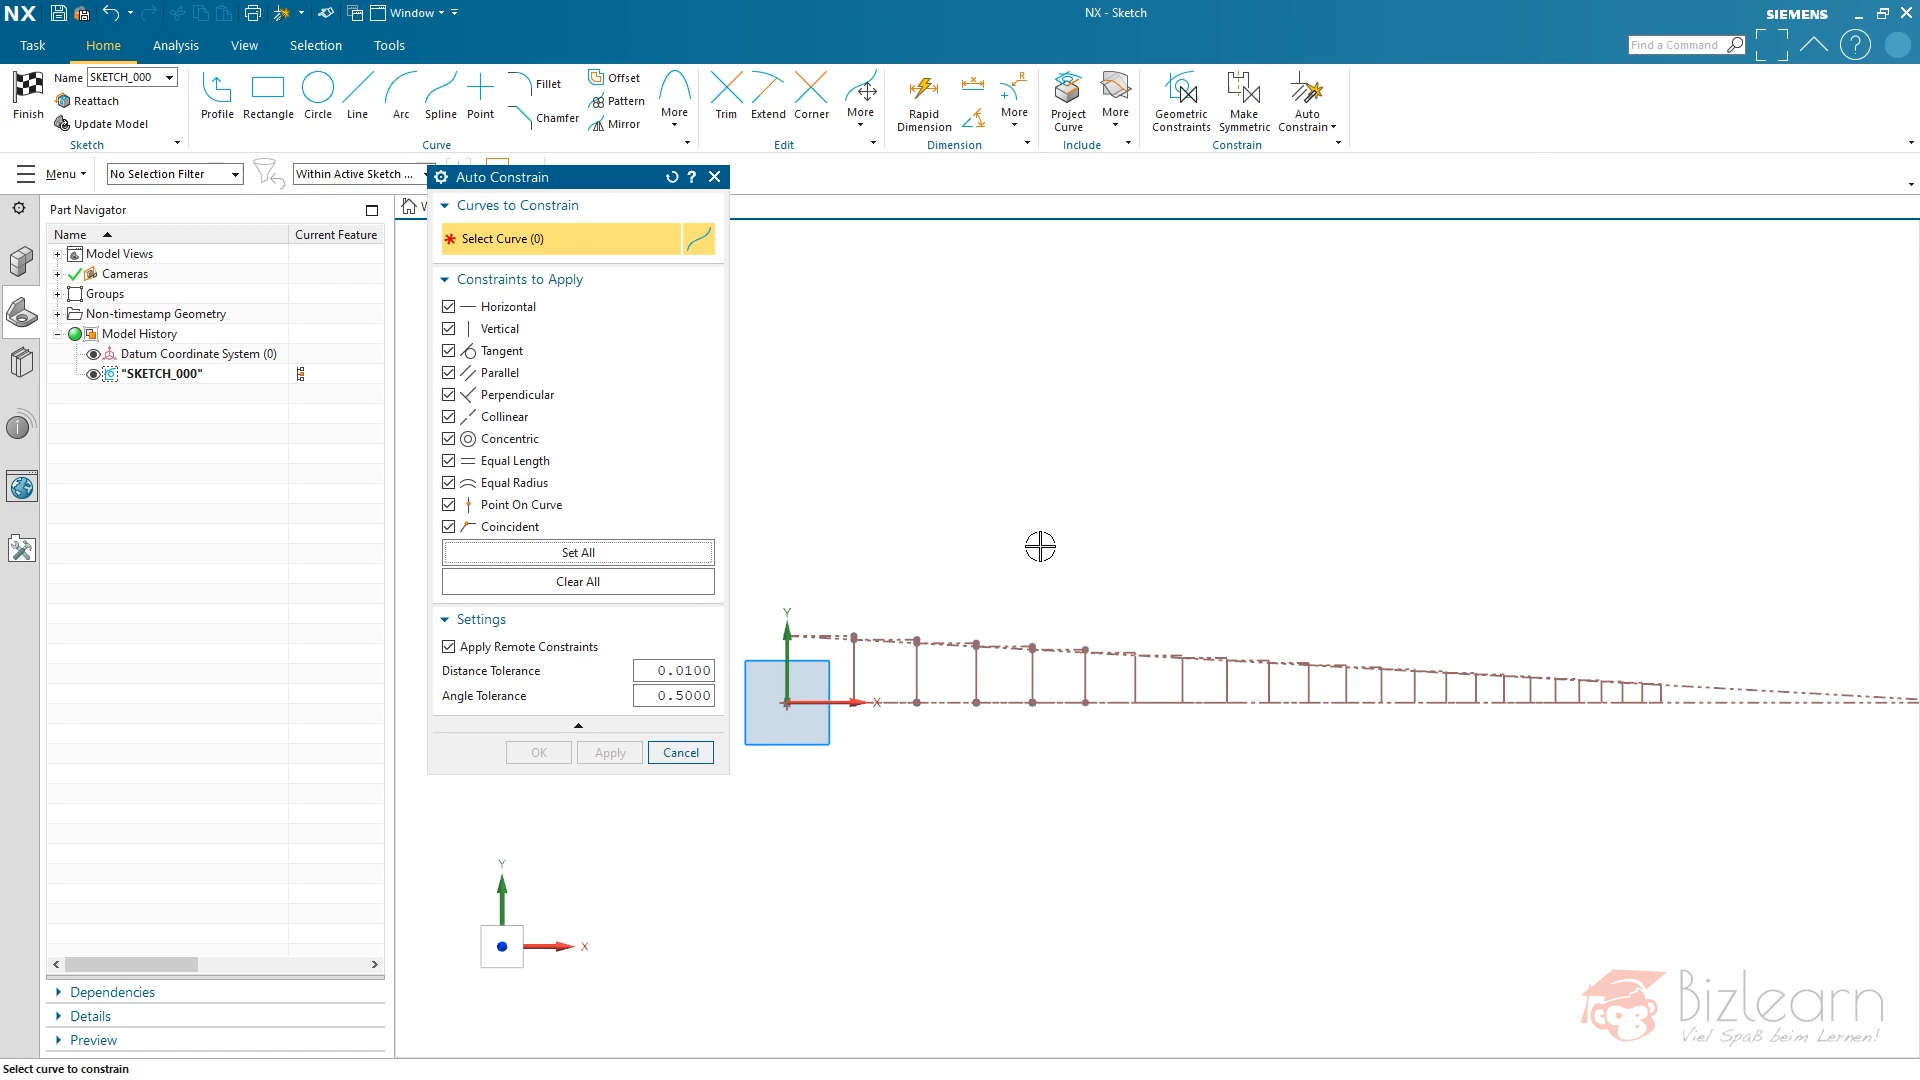 NX
Window
NX - Sketch
SIEMENS
Task
Home
Analysis
View
Selection
Tools
Find a Command
Name
SKETCH_000
Reattach
Update Model
Finish
Sketch
Profile
Rectangle
Circle
Line
Arc
Spline
Point
Fillet
Chamfer
Offset
Pattern
Mirror
More
Curve
Trim
Extend
Corner
More
Edit
Rapid
Dimension
More
Dimension
Project
Curve
More
Include
Geometric
Constraints
Make
Symmetric
Auto
Constrain
Constrain
Menu
No Selection Filter
Within Active Sketch ...
Part Navigator
Name
Current Feature
Model Views
Cameras
Groups
Non-timestamp Geometry
Model History
Datum Coordinate System (0)
"SKETCH_000"
Dependencies
Details
Preview
Auto Constrain
Curves to Constrain
* Select Curve (0)
Constraints to Apply
Horizontal
Vertical
Tangent
Parallel
Perpendicular
Collinear
Concentric
Equal Length
Equal Radius
Point On Curve
Coincident
Set All
Clear All
Settings
Apply Remote Constraints
Distance Tolerance
0.0100
Angle Tolerance
0.5000
OK
Apply
Cancel
Y
X
Y
X
Bizlearn
Viel Spaß beim Lernen!
Select curve to constrain